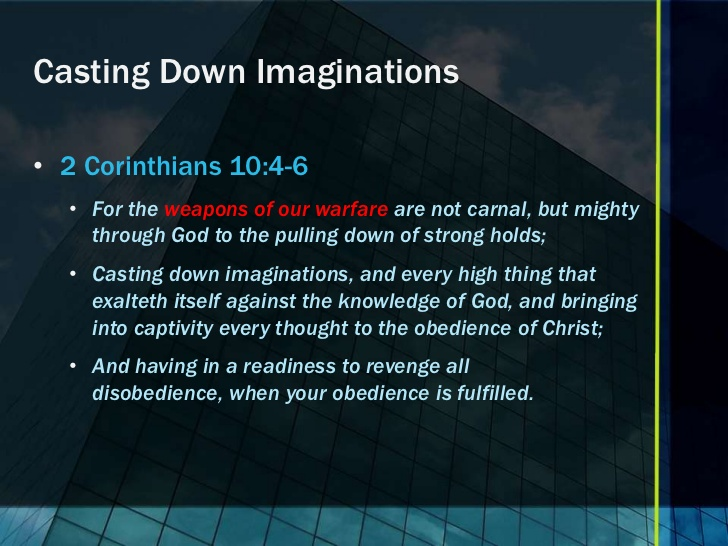 Casting Down Imaginations
• 2 Corinthians 10:4-6
• For the weapons of our warfare are not carnal, but mighty
through God to the pulling down of strong holds;
• Casting down imaginations, and every high thing that
exalteth itself against the knowledge of God, and bringing
into captivity every thought to the obedience of Christ;
• And having in a readiness to revenge all
disobedience, when your obedience is fulfilled.